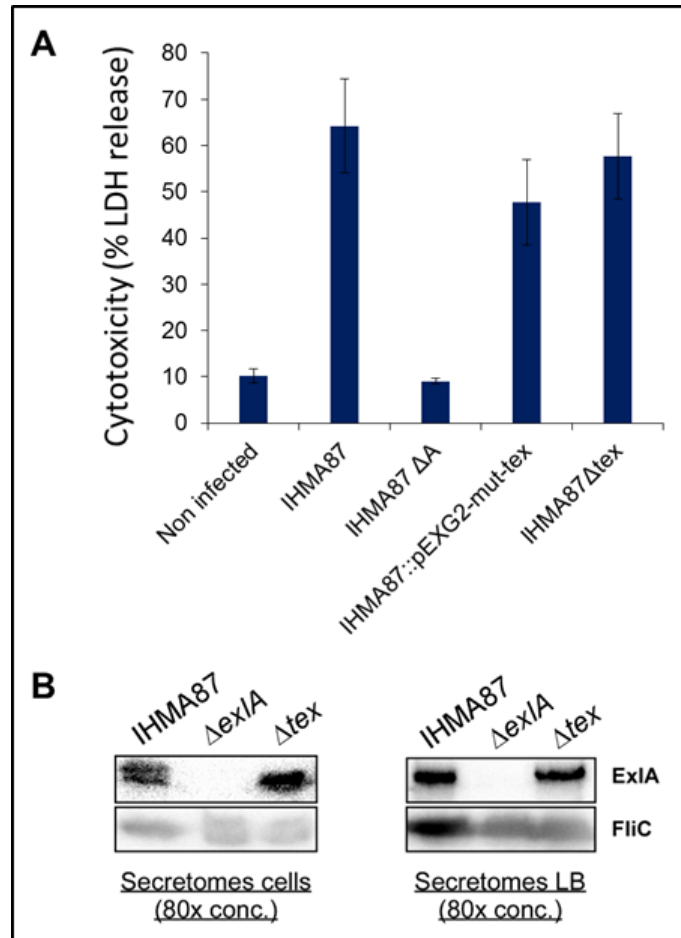 A
Cytotoxicity (% LDH release)
80
70
60
50
40
30
20
10
0
Non infected
IHMA87
IHMA87 ΔA
IHMA87::pEXG2-mut-tex
IHMA87Δtex
B
IHMA87
ΔexlA
Δtex
IHMA87
ΔexlA
Δtex
ExlA
FliC
Secretomes cells
(80x conc.)
Secretomes LB
(80x conc.)